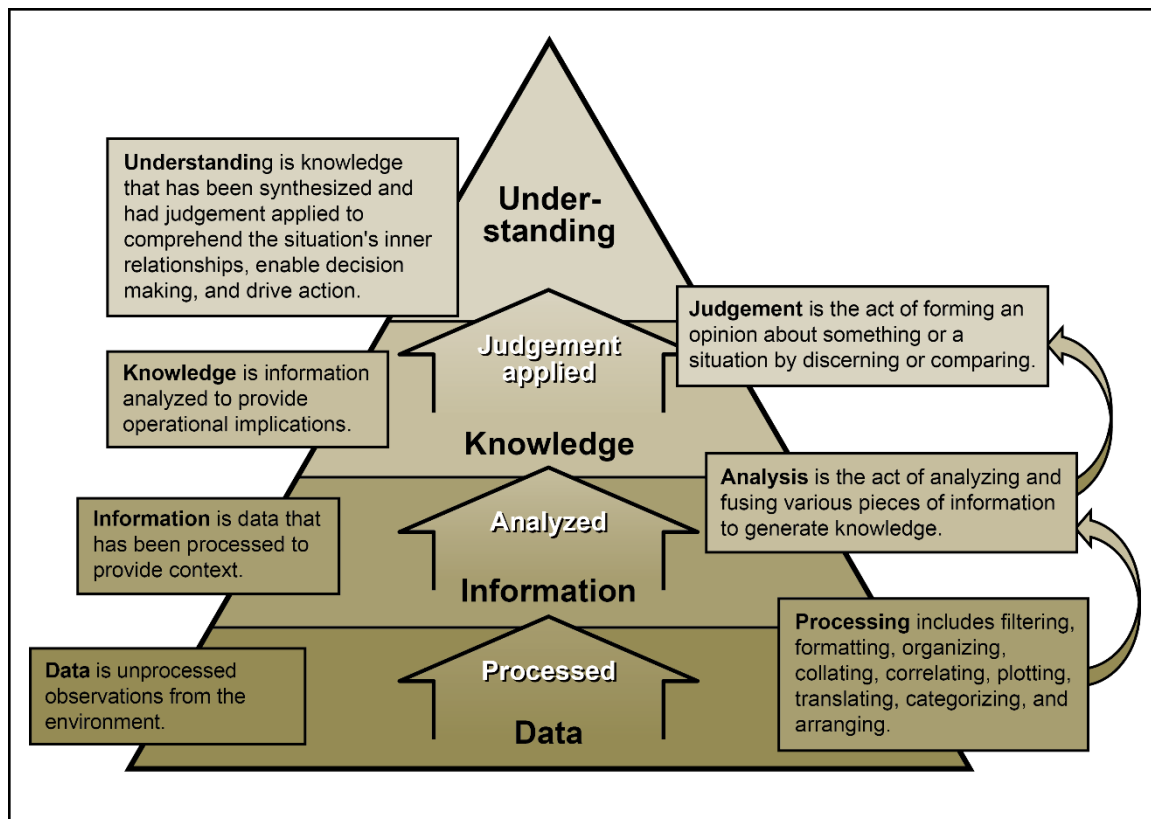 Understanding is knowledge
that has been synthesized and
had judgement applied to
comprehend the situation's inner
relationships, enable decision
making, and drive action.
Under-
standing
Judgement is the act of forming an
opinion about something or a
situation by discerning or comparing.
Judgement
applied
Knowledge is information
analyzed to provide
operational implications.
Knowledge
Analysis is the act of analyzing and
fusing various pieces of information
to generate knowledge.
Analyzed
Information is data that
has been processed to
provide context.
Information
Processing includes filtering,
formatting, organizing,
collating, correlating, plotting,
translating, categorizing, and
arranging.
Processed
Data is unprocessed
observations from the
environment.
Data